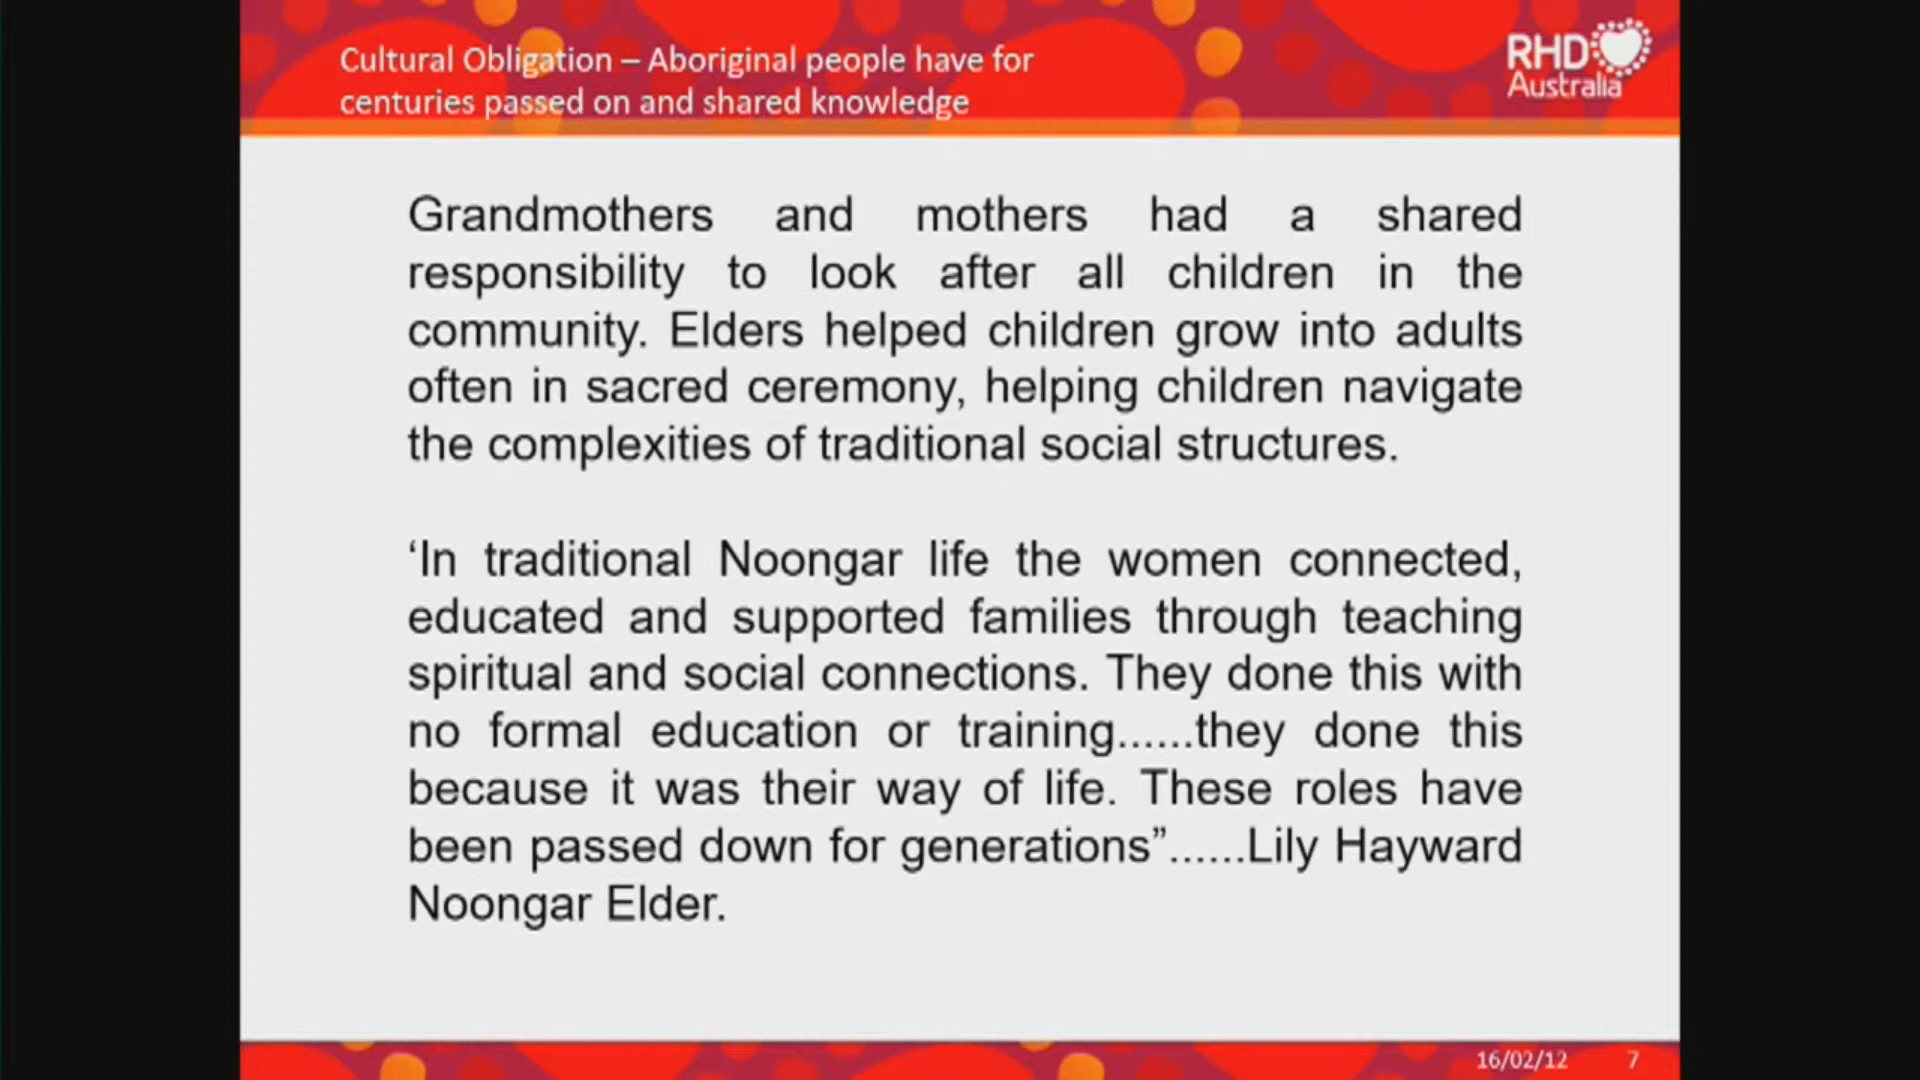 Cultural Obligation – Aboriginal people have for
centuries passed on and shared knowledge
RHD
Australia
Grandmothers and mothers had a shared
responsibility to look after all children in the
community. Elders helped children grow into adults
often in sacred ceremony, helping children navigate
the complexities of traditional social structures.
‘In traditional Noongar life the women connected,
educated and supported families through teaching
spiritual and social connections. They done this with
no formal education or training......they done this
because it was their way of life. These roles have
been passed down for generations”......Lily Hayward
Noongar Elder.
16/02/12 7